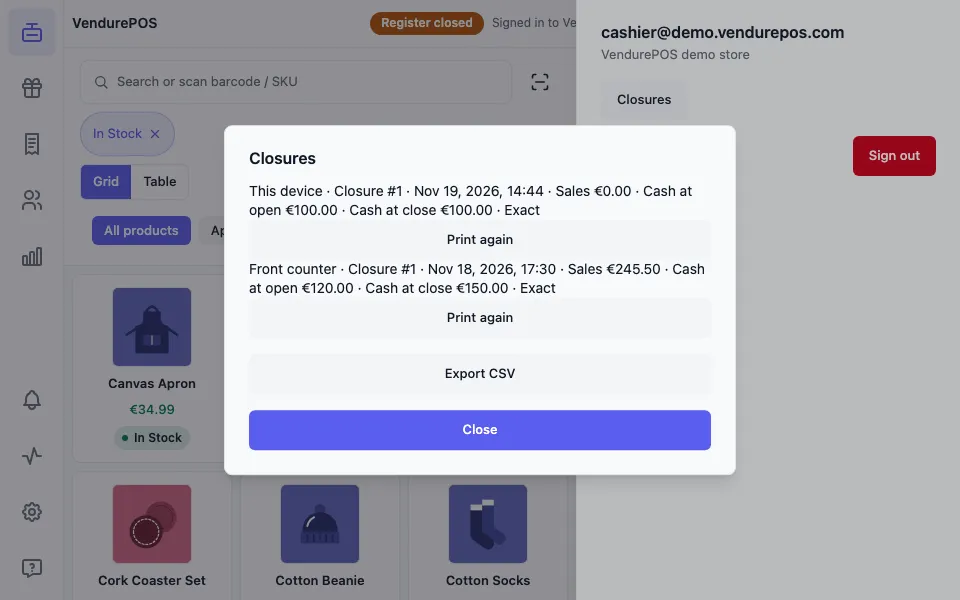 VendurePOS
Register closed
Signed in to Ve
cashier@demo.vendurepos.com
VendurePOS demo store
Closures
Sign out
Search or scan barcode / SKU
In Stock
Grid
Table
All products
Ap
Closures
This device · Closure #1 · Nov 19, 2026, 14:44 · Sales €0.00 · Cash at
open €100.00 · Cash at close €100.00 · Exact
Print again
Front counter · Closure #1 · Nov 18, 2026, 17:30 · Sales €245.50 · Cash
at open €120.00 · Cash at close €150.00 · Exact
Print again
Export CSV
Close
Canvas Apron
€34.99
In Stock
Cork Coaster Set
Cotton Beanie
Cotton Socks